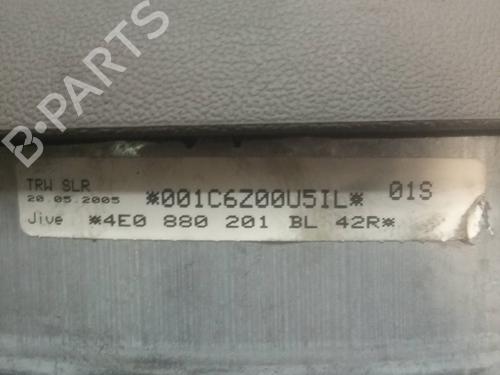 B-PARTS
TRW SLR
20.05.2005 *001C6Z00U5IL* 01S
Jive *4E0 880 201 BL 42R*